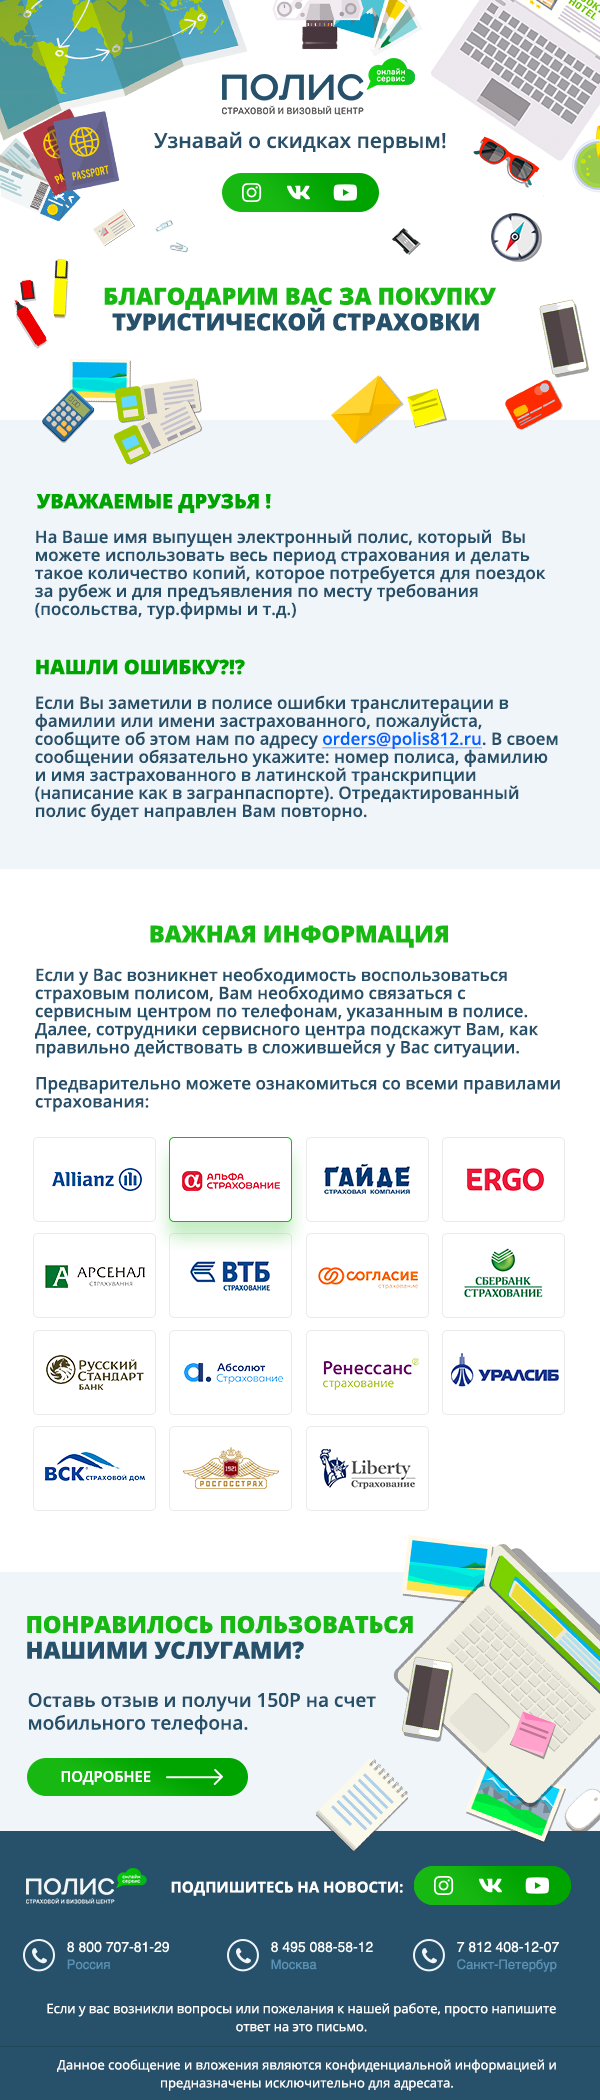 HOTEL
ПОЛИС
онлайн
сервис
СТРАХОВОЙ И ВИЗОВЫЙ ЦЕНТР
Узнавай о скидках первым!
PASSPORT
БЛАГОДАРИМ ВАС ЗА ПОКУПКУ
ТУРИСТИЧЕСКОЙ СТРАХОВКИ
УВАЖАЕМЫЕ ДРУЗЬЯ !
На Ваше имя выпущен электронный полис, который Вы
можете использовать весь период страхования и делать
такое количество копий, которое потребуется для поездок
за рубеж и для предъявления по месту требования
(посольства, тур.фирмы и т.д.)
НАШЛИ ОШИБКУ?!?
Если Вы заметили в полисе ошибки транслитерации в
фамилии или имени застрахованного, пожалуйста,
сообщите об этом нам по адресу orders@polis812.ru. В своем
сообщении обязательно укажите: номер полиса, фамилию
и имя застрахованного в латинской транскрипции
(написание как в загранпаспорте). Отредактированный
полис будет направлен Вам повторно.
ВАЖНАЯ ИНФОРМАЦИЯ
Если у Вас возникнет необходимость воспользоваться
страховым полисом, Вам необходимо связаться с
сервисным центром по телефонам, указанным в полисе.
Далее, сотрудники сервисного центра подскажут Вам, как
правильно действовать в сложившейся у Вас ситуации.
Предварительно можете ознакомиться со всеми правилами
страхования:
Allianz
АЛЬФА
СТРАХОВАНИЕ
ГАЙДЕ
СТРАХОВАЯ КОМПАНИЯ
ERGO
АРСЕНАЛ
СТРАХОВАНИЕ
ВТБ
СТРАХОВАНИЕ
СОГЛАСИЕ
страхование
СБЕРБАНК
СТРАХОВАНИЕ
РУССКИЙ
СТАНДАРТ
БАНК
а.
Абсолют
Страхование
Ренессанс®
страхование
УРАЛСИБ
ВСК® СТРАХОВОЙ ДОМ
1921
РОСГОССТРАХ
Liberty
Страхование
ПОНРАВИЛОСЬ ПОЛЬЗОВАТЬСЯ
НАШИМИ УСЛУГАМИ?
Оставь отзыв и получи 150Р на счет
мобильного телефона.
ПОДРОБНЕЕ
ПОЛИС
онлайн
сервис
СТРАХОВОЙ И ВИЗОВЫЙ ЦЕНТР
ПОДПИШИТЕСЬ НА НОВОСТИ:
8 800 707-81-29
Россия
8 495 088-58-12
Москва
7 812 408-12-07
Санкт-Петербур
Если у вас возникли вопросы или пожелания к нашей работе, просто напишите
ответ на это письмо.
Данное сообщение и вложения являются конфиденциальной информацией и
предназначены исключительно для адресата.